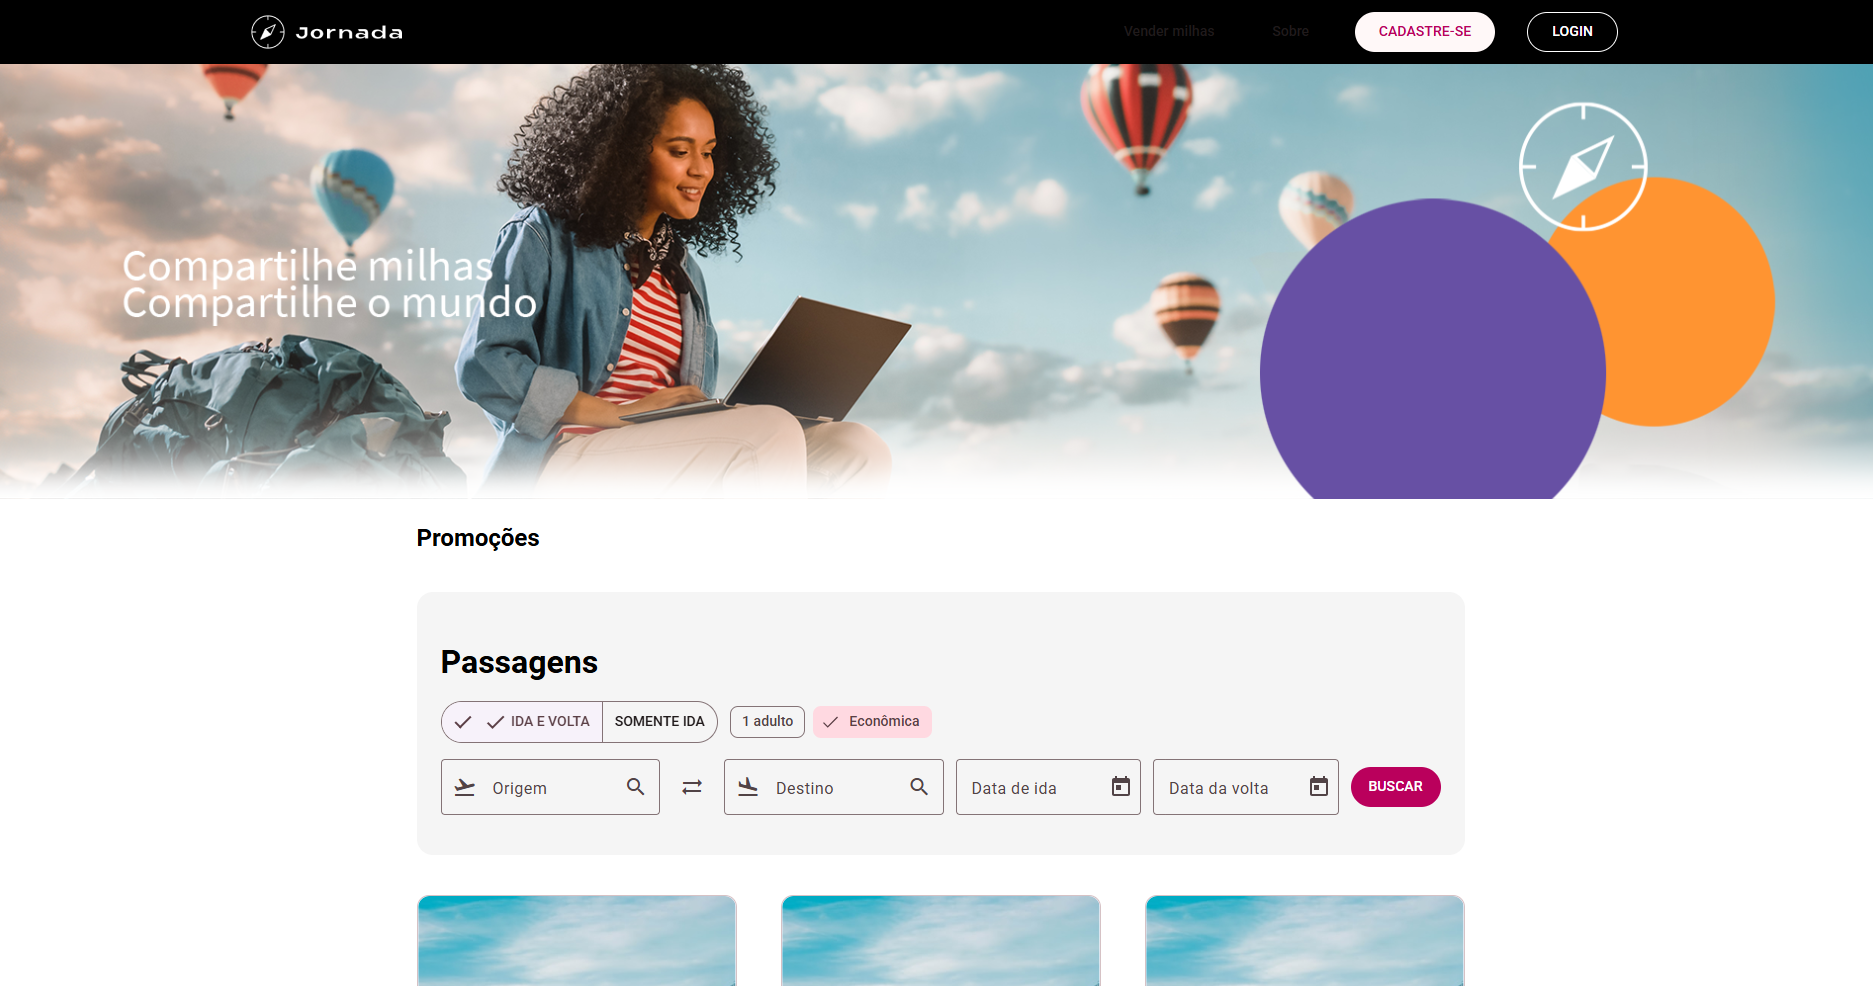 Jornada
Vender milhas
Sobre
CADASTRE-SE
LOGIN
Compartilhe milhas
Compartilhe o mundo
Promoções
Passagens
IDA E VOLTA
SOMENTE IDA
1 adulto
Econômica
Origem
Destino
Data de ida
Data da volta
BUSCAR